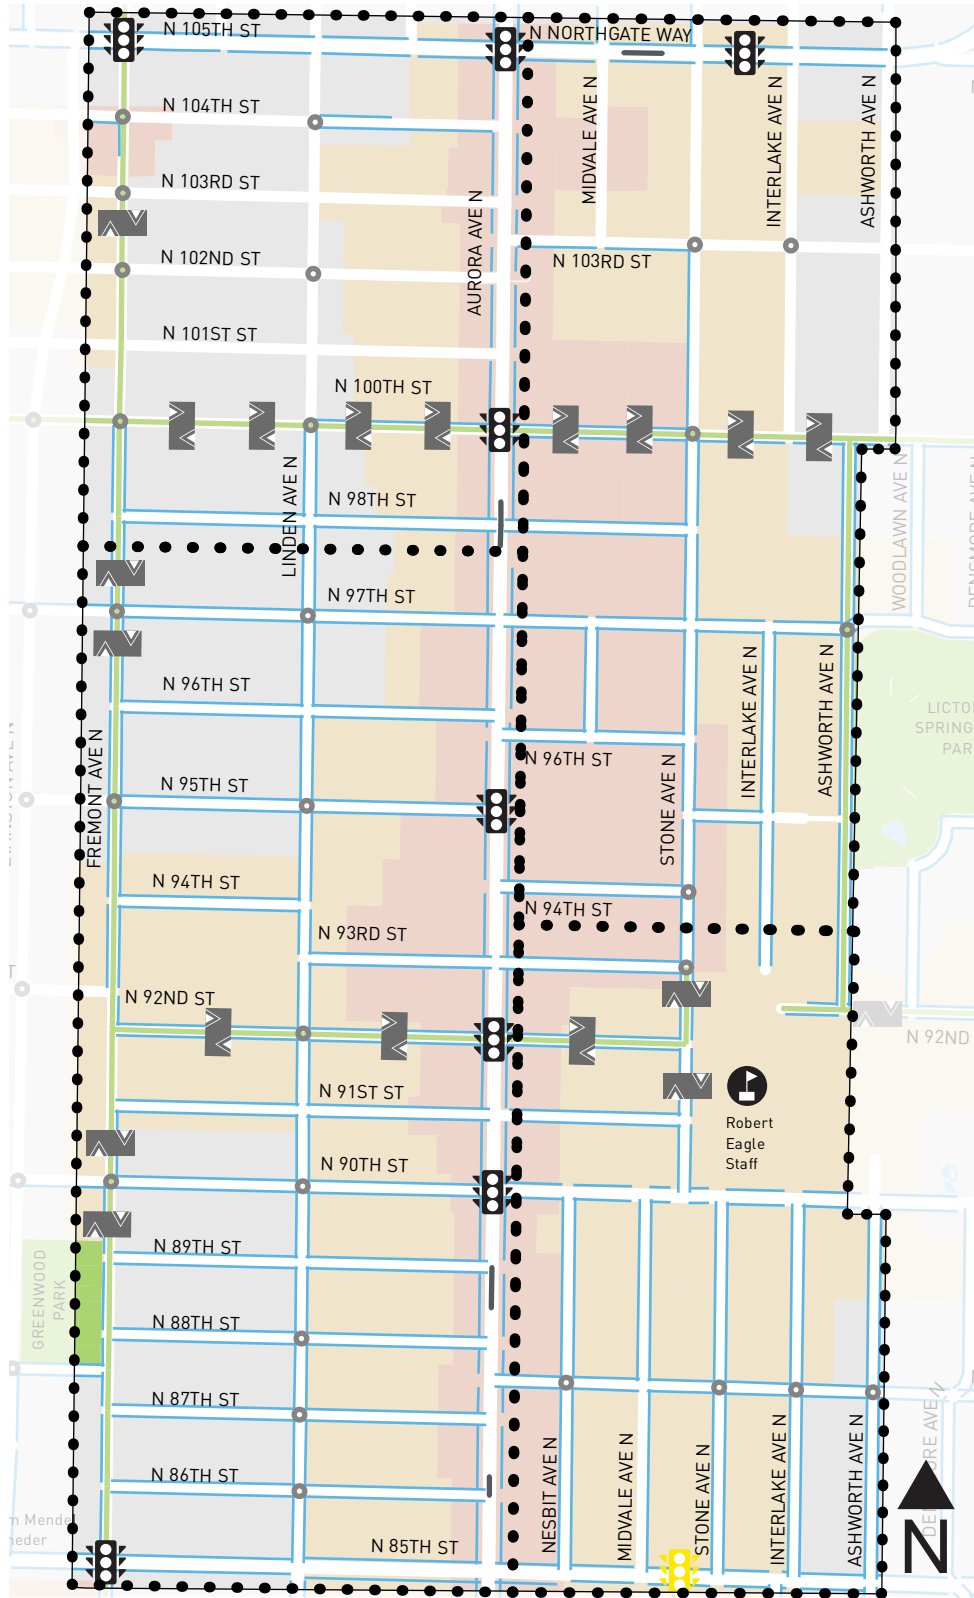 N 105TH ST
N NORTHGATE WAY
N 104TH ST
MIDVALE AVE N
INTERLAKE AVE N
ASHWORTH AVE N
N 103RD ST
AURORA AVE N
N 102ND ST
N 103RD ST
N 101ST ST
N 100TH ST
LINDEN AVE N
N 98TH ST
WOODLAWN AVE N
N 97TH ST
N 96TH ST
FREMONT AVE N
N 96TH ST
STONE AVE N
INTERLAKE AVE N
ASHWORTH AVE N
N 95TH ST
N 94TH ST
N 94TH ST
N 93RD ST
N 92ND ST
N 92ND
N 91ST ST
Robert
Eagle
Staff
N 90TH ST
N 89TH ST
GREENWOOD
PARK
N 88TH ST
N 87TH ST
N 86TH ST
N 85TH ST
NESBIT AVE N
MIDVALE AVE N
STONE AVE N
INTERLAKE AVE N
ASHWORTH AVE N
N